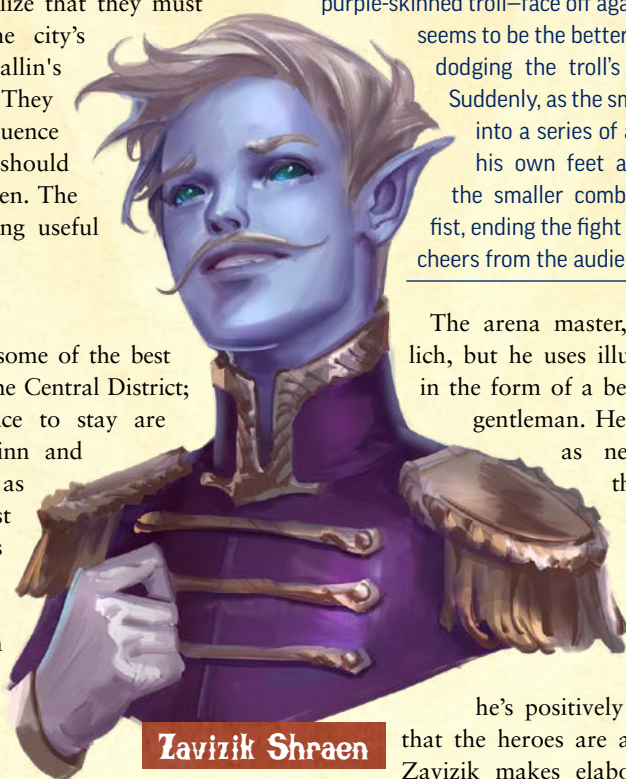 alize that they must
he city's
allin's
They
uence
should
en. The
ng useful
some of the best
he Central District;
ce to stay are
inn and
as
st
s
purple-skinned troll—face off aga
seems to be the better
dodging the troll's
Suddenly, as the sm
into a series of a
his own feet a
the smaller comb
fist, ending the fight
cheers from the audie
The arena master,
lich, but he uses illu
in the form of a be
gentleman. He
as ne
th
he's positively
that the heroes are a
Zavizik makes elabo
Zavizik Shraen